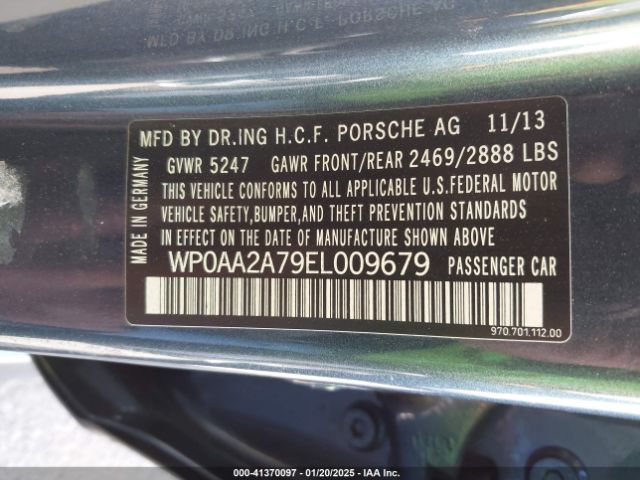 MFD BY DR.ING H.C.F. PORSCHE AG 11/13
GVWR 5247 GAWR FRONT/REAR 2469/2888 LBS
THIS VEHICLE CONFORMS TO ALL APPLICABLE U.S.FEDERAL MOTOR
VEHICLE SAFETY,BUMPER,AND THEFT PREVENTION STANDARDS
IN EFFECT ON THE DATE OF MANUFACTURE SHOWN ABOVE.
WP0AA2A79EL009679 PASSENGER CAR
MADE IN GERMANY
970.701.112.00
000-41370097 - 01/20/2025 - IAA Inc.